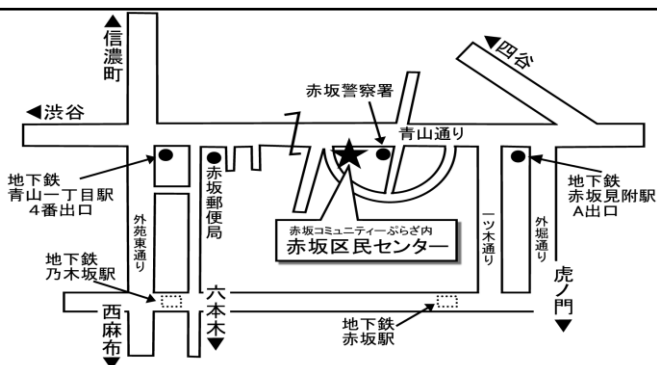 ▲信濃町
◀四谷
◀渋谷
赤坂警察署
青山通り
地下鉄
青山一丁目駅
4番出口
赤坂郵便局
地下鉄
赤坂見附駅
A出口
赤坂コミュニティーぷらざ内
赤坂区民センター
外苑東通り
一ツ木通り
外堀通り
地下鉄
乃木坂駅
六本木▼
虎ノ門▼
西麻布▼
地下鉄
赤坂駅